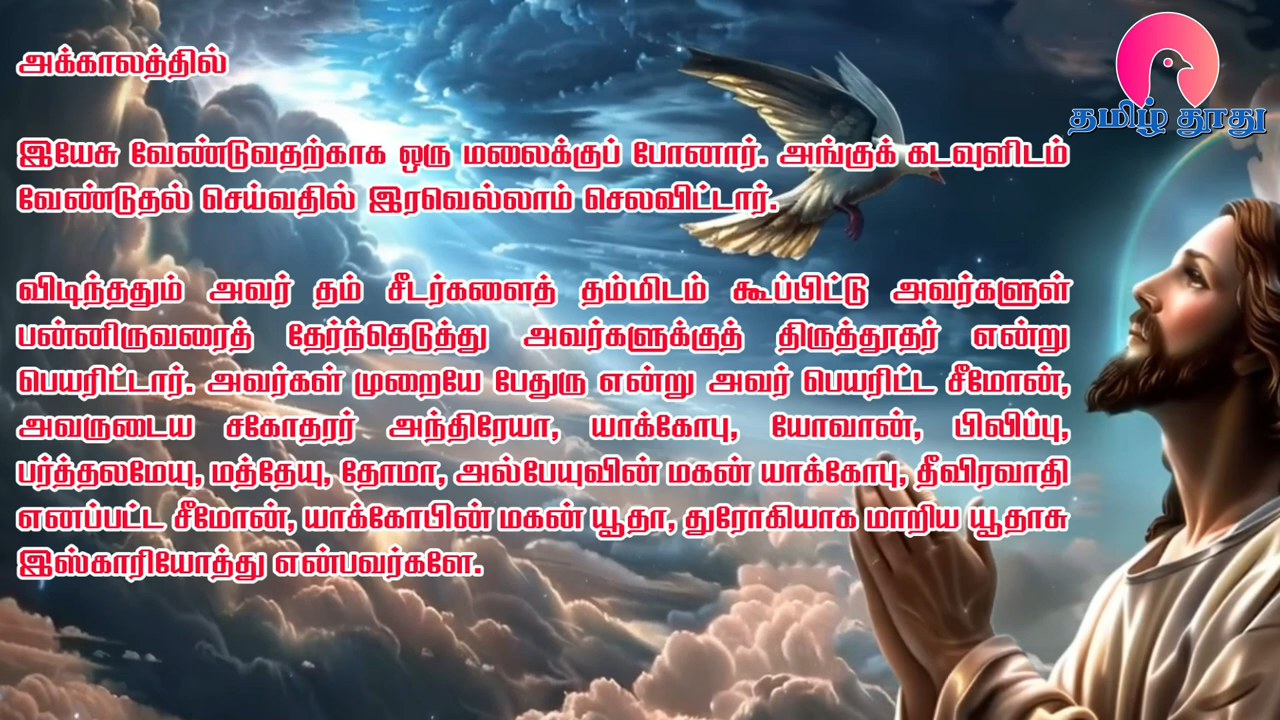 தமிழ் தூது
அக்காலத்தில்
இயேசு வேண்டுவதற்காக ஒரு மலைக்குப் போனார். அங்குக் கடவுளிடம்
வேண்டுதல் செய்வதில் இரவெல்லாம் செலவிட்டார்.
விடிந்ததும் அவர் தம் சீடர்களைத் தம்மிடம் கூப்பிட்டு அவர்களுள்
பன்னிருவரைத் தேர்ந்தெடுத்து அவர்களுக்குத் திருத்தூதர் என்று
பெயரிட்டார். அவர்கள் முறையே பேதுரு என்று அவர் பெயரிட்ட சீமோன்,
அவருடைய சகோதரர் அந்திரேயா, யாக்கோபு, யோவான், பிலிப்பு,
பர்த்தலமேயு, மத்தேயு, தோமா, அல்பேயுவின் மகன் யாக்கோபு, தீவிரவாதி
எனப்பட்ட சீமோன், யாக்கோபின் மகன் யூதா, துரோகியாக மாறிய யூதாசு
இஸ்காரியோத்து என்பவர்களே.